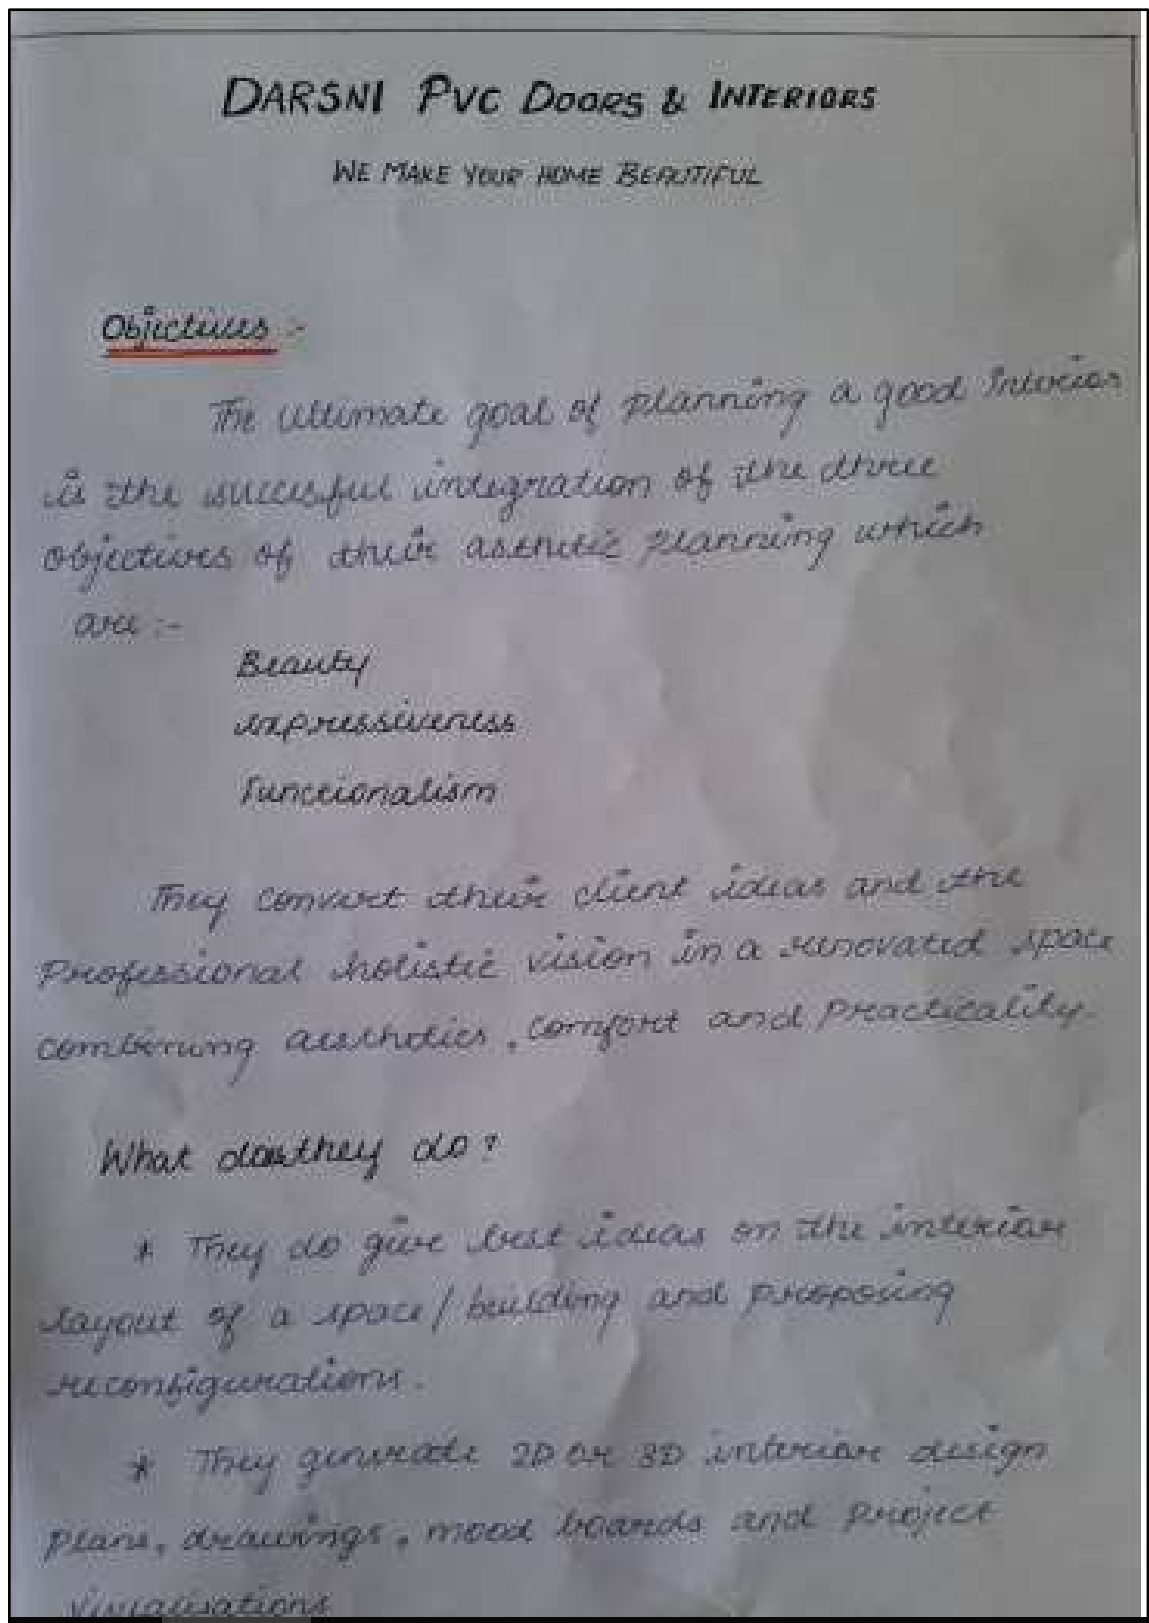 DARSNI PVC DOORS & INTERIORS
WE MAKE YOUR HOME BEAUTIFUL
Objectives :-
The ultimate goal of planning a good Interior
is the succesful integration of the three
objectives of their asthetic planning which
are :-
Beauty
expressiveness
Functionalism
They convert their client ideas and the
Professional holistic vision in a renovated space
combining aesthetics, comfort and practicality.
What does they do?
* They do give best ideas on the interior
layout of a space/building and proposing
reconfigurations.
* They generate 2D or 3D interior design
plans, drawings, mood boards and project
visualisations